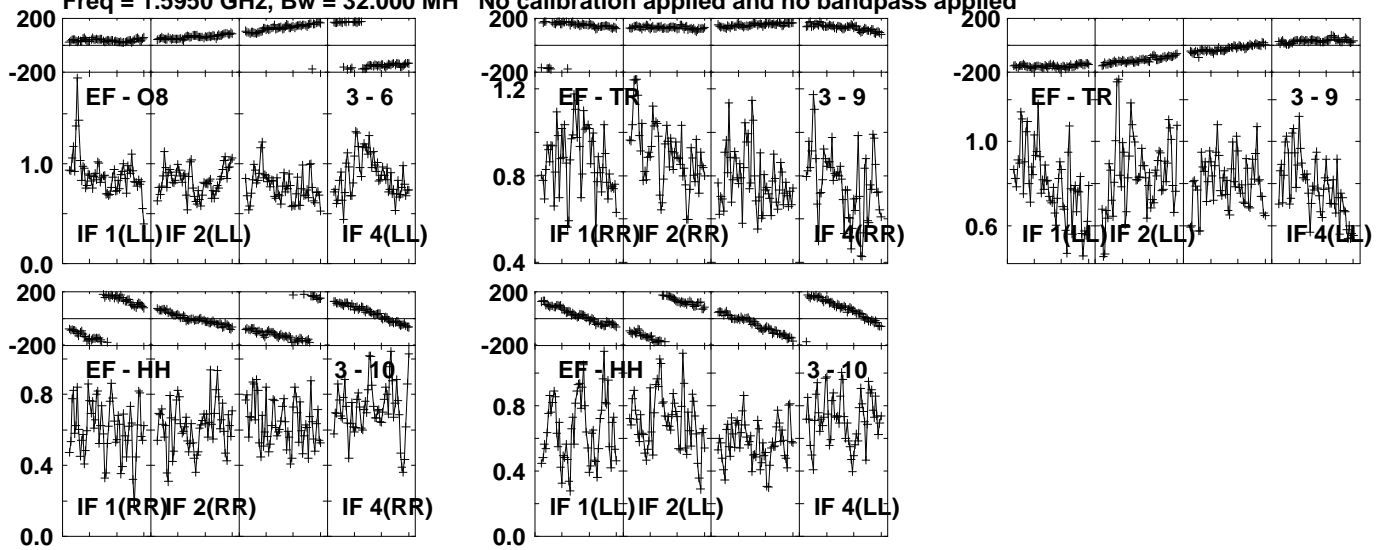 Freq = 1.5950 GHz, Bw = 32.000 MH No calibration applied and no bandpass applied
200
-200
EF - O8 3 - 6
1.0
IF 1(LL) IF 2(LL) IF 4(LL)
0.0
200
-200
1.2
EF - TR 3 - 9
0.8
IF 1(RR) IF 2(RR) IF 4(RR)
0.4
200
-200
EF - TR 3 - 9
1.0
0.6
IF 1(LL) IF 2(LL) IF 4(LL)
200
-200
EF - HH 3 - 10
0.8
0.4
IF 1(RR) IF 2(RR) IF 4(RR)
0.0
200
-200
EF - HH 3 - 10
0.8
0.4
IF 1(LL) IF 2(LL) IF 4(LL)
0.0